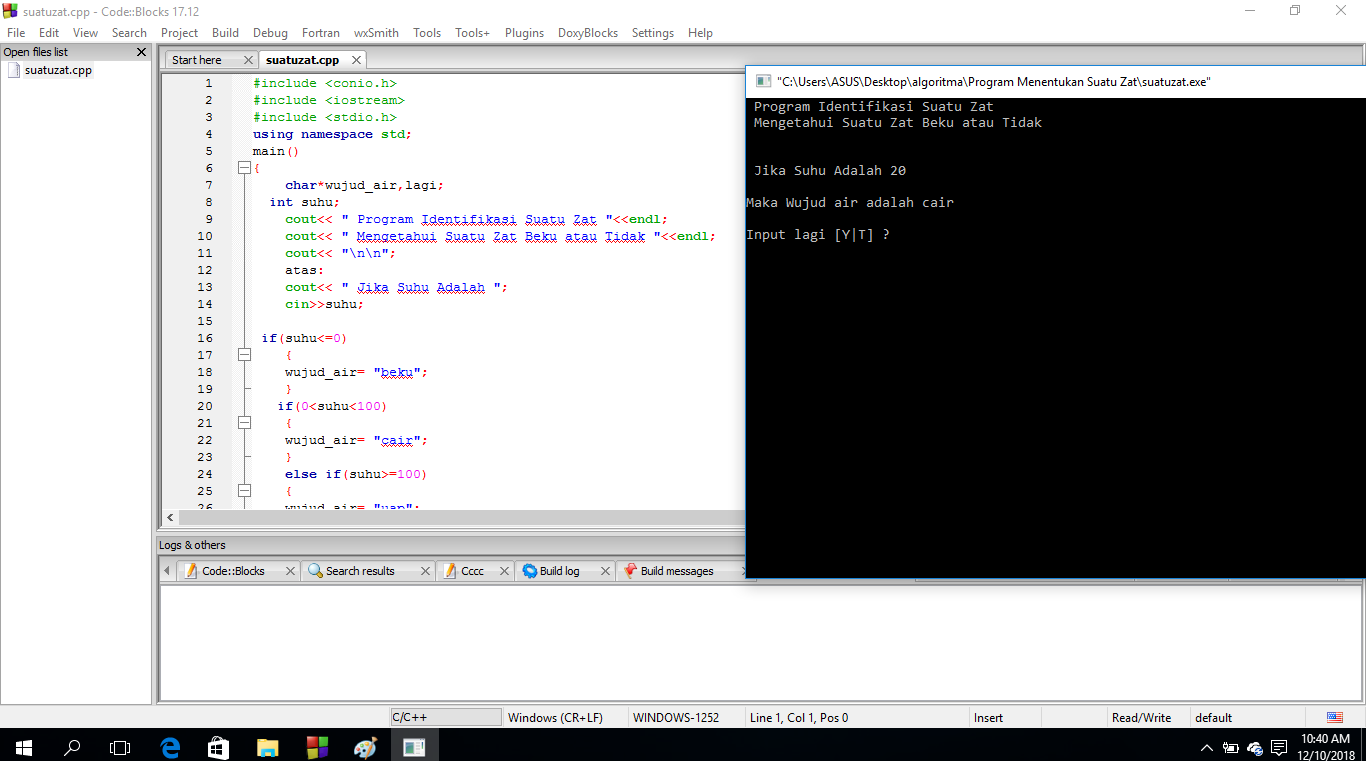 suatuzat.cpp - Code::Blocks 17.12
File Edit View Search Project Build Debug Fortran wxSmith Tools Tools+ Plugins DoxyBlocks Settings Help
Open files list
suatuzat.cpp
Start here
suatuzat.cpp
1 #include <conio.h>
2 #include <iostream>
3 #include <stdio.h>
4 using namespace std;
5 main()
6 {
7 char*wujud_air,lagi;
8 int suhu;
9 cout<< " Program Identifikasi Suatu Zat "<<endl;
10 cout<< " Mengetahui Suatu Zat Beku atau Tidak "<<endl;
11 cout<< "\n\n";
12 atas:
13 cout<< " Jika Suhu Adalah ";
14 cin>>suhu;
15
16 if(suhu<=0)
17 {
18 wujud_air= "beku";
19 }
20 if(0<suhu<100)
21 {
22 wujud_air= "cair";
23 }
24 else if(suhu>=100)
25 {
26 wujud_air= "uap";
"C:\Users\ASUS\Desktop\algoritma\Program Menentukan Suatu Zat\suatuzat.exe"
Program Identifikasi Suatu Zat
Mengetahui Suatu Zat Beku atau Tidak
Jika Suhu Adalah 20
Maka Wujud air adalah cair
Input lagi [Y|T] ?
Logs & others
Code::Blocks Search results Cccc Build log Build messages
C/C++ Windows (CR+LF) WINDOWS-1252 Line 1, Col 1, Pos 0 Insert Read/Write default
10:40 AM
12/10/2018